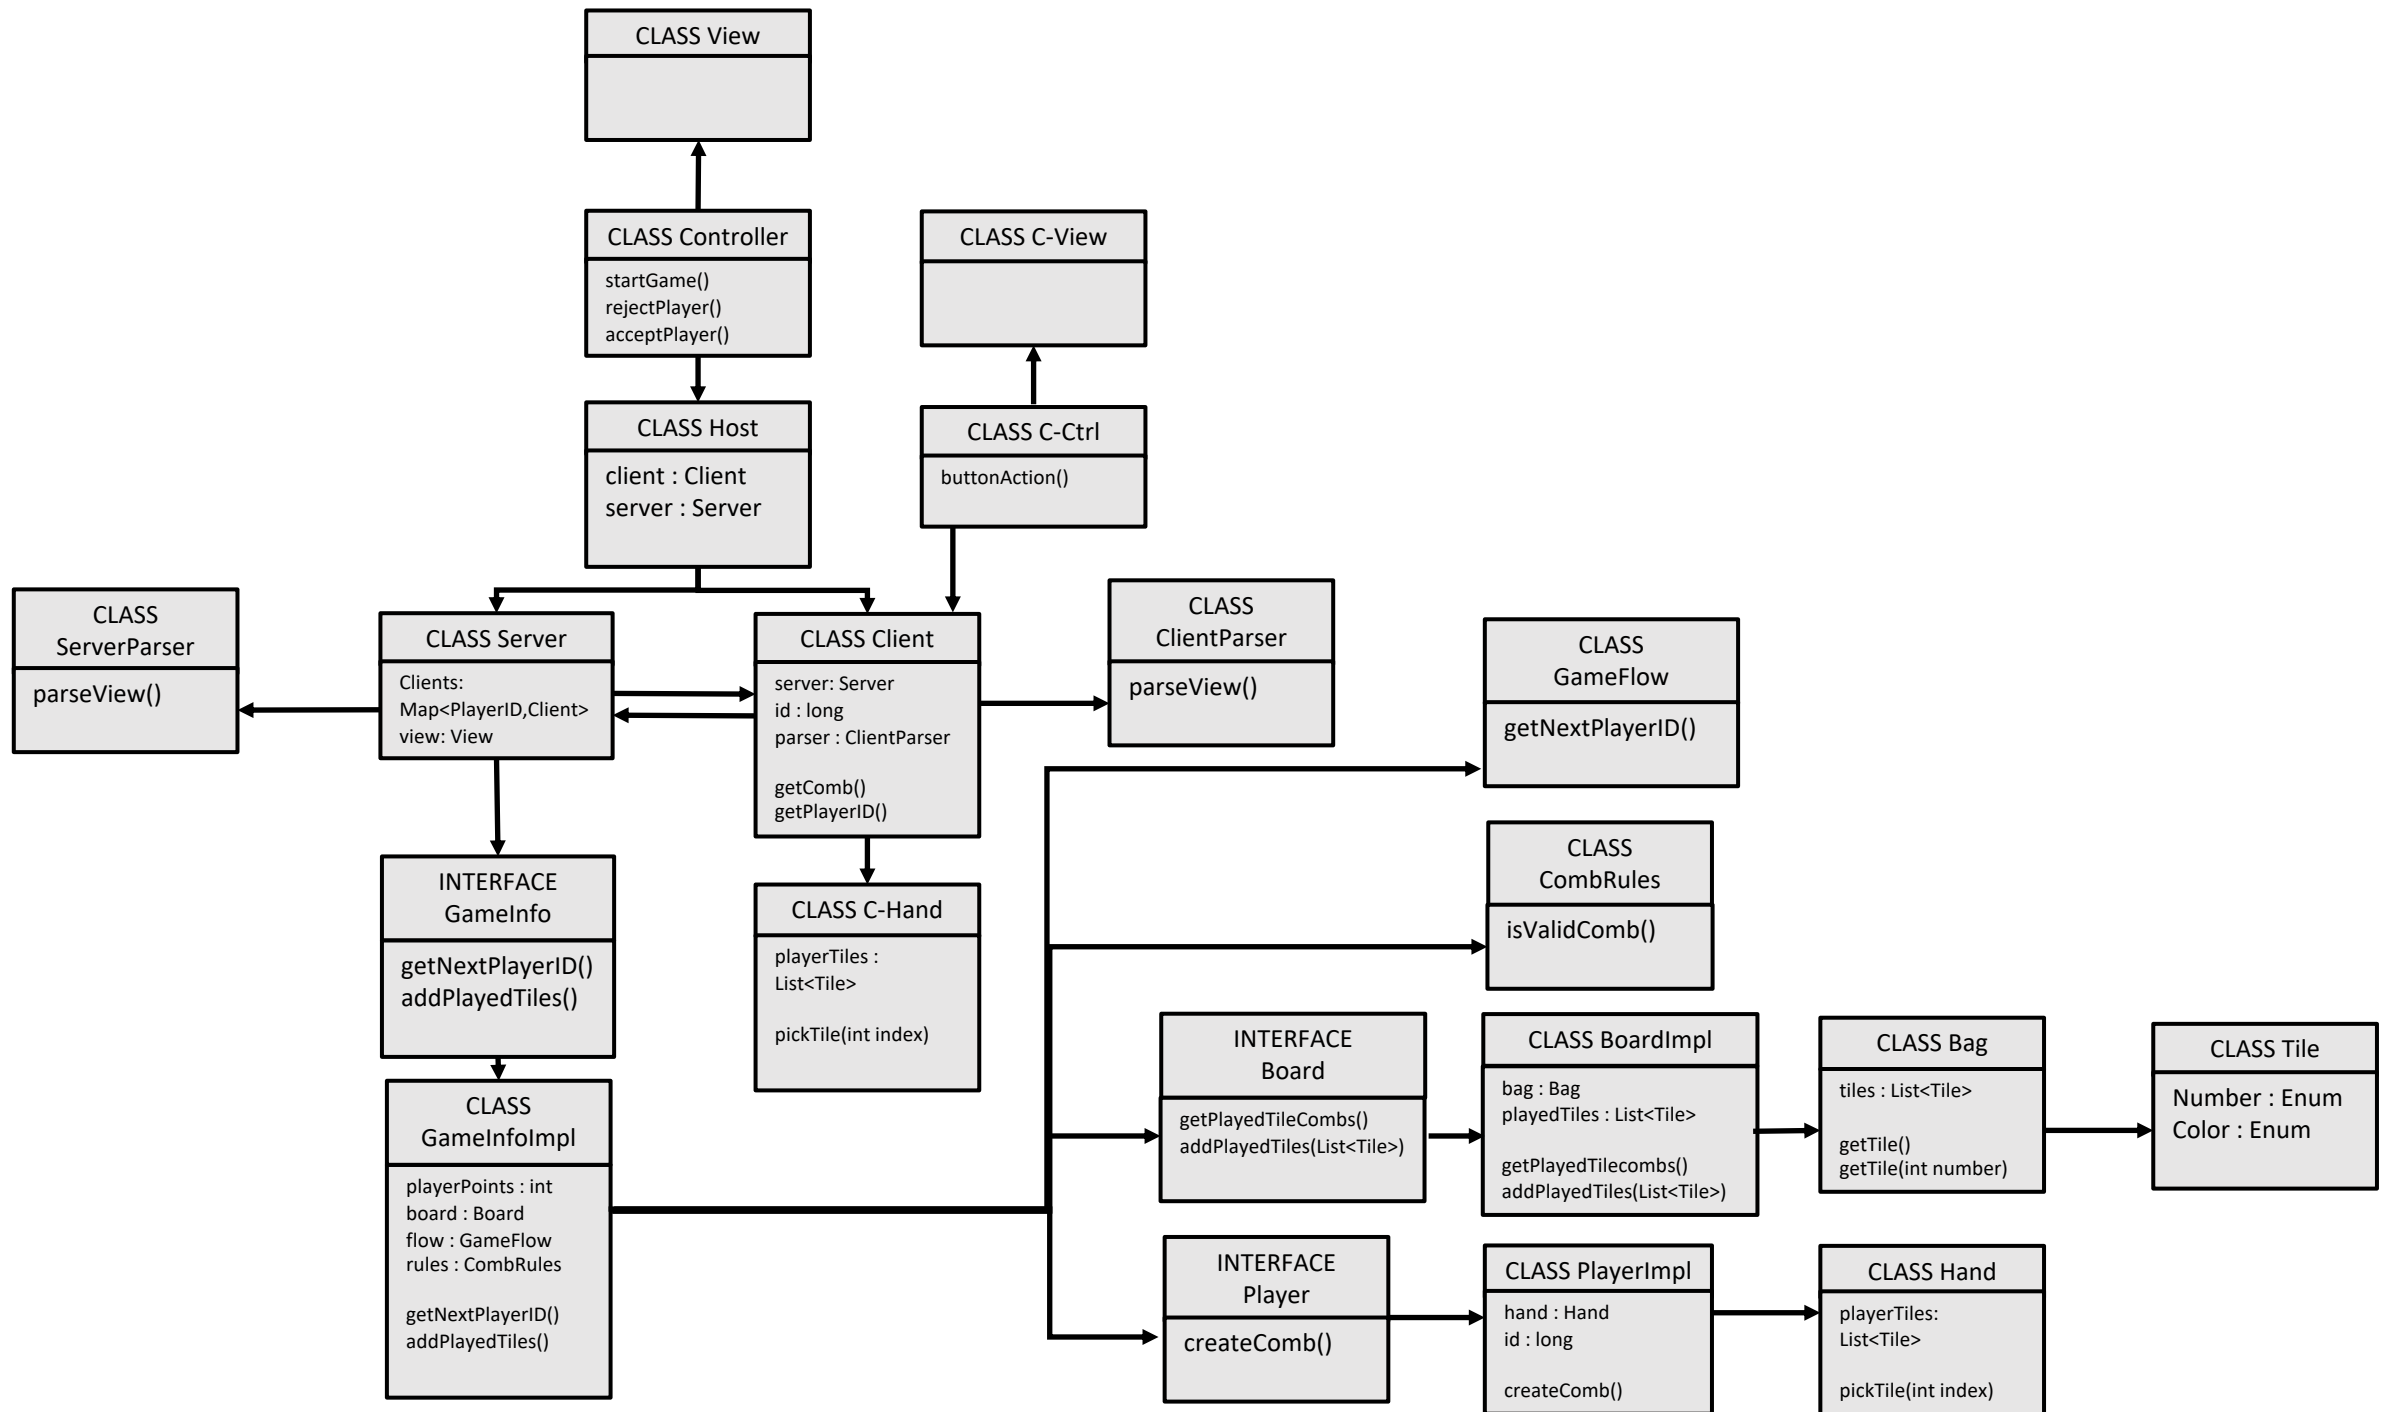 CLASS View
CLASS Controller
startGame()
rejectPlayer()
acceptPlayer()
CLASS C-View
CLASS Host
client : Client
server : Server
CLASS C-Ctrl
buttonAction()
CLASS
ServerParser
parseView()
CLASS Server
Clients:
Map<PlayerID,Client>
view: View
CLASS Client
server: Server
id : long
parser : ClientParser
getComb()
getPlayerID()
CLASS
ClientParser
parseView()
CLASS
GameFlow
getNextPlayerID()
CLASS
CombRules
isValidComb()
INTERFACE
GameInfo
getNextPlayerID()
addPlayedTiles()
CLASS C-Hand
playerTiles :
List<Tile>
pickTile(int index)
CLASS
GameInfoImpl
playerPoints : int
board : Board
flow : GameFlow
rules : CombRules
getNextPlayerID()
addPlayedTiles()
INTERFACE
Board
getPlayedTileCombs()
addPlayedTiles(List<Tile>)
CLASS BoardImpl
bag : Bag
playedTiles : List<Tile>
getPlayedTilecombs()
addPlayedTiles(List<Tile>)
CLASS Bag
tiles : List<Tile>
getTile()
getTile(int number)
CLASS Tile
Number : Enum
Color : Enum
INTERFACE
Player
createComb()
CLASS PlayerImpl
hand : Hand
id : long
createComb()
CLASS Hand
playerTiles:
List<Tile>
pickTile(int index)